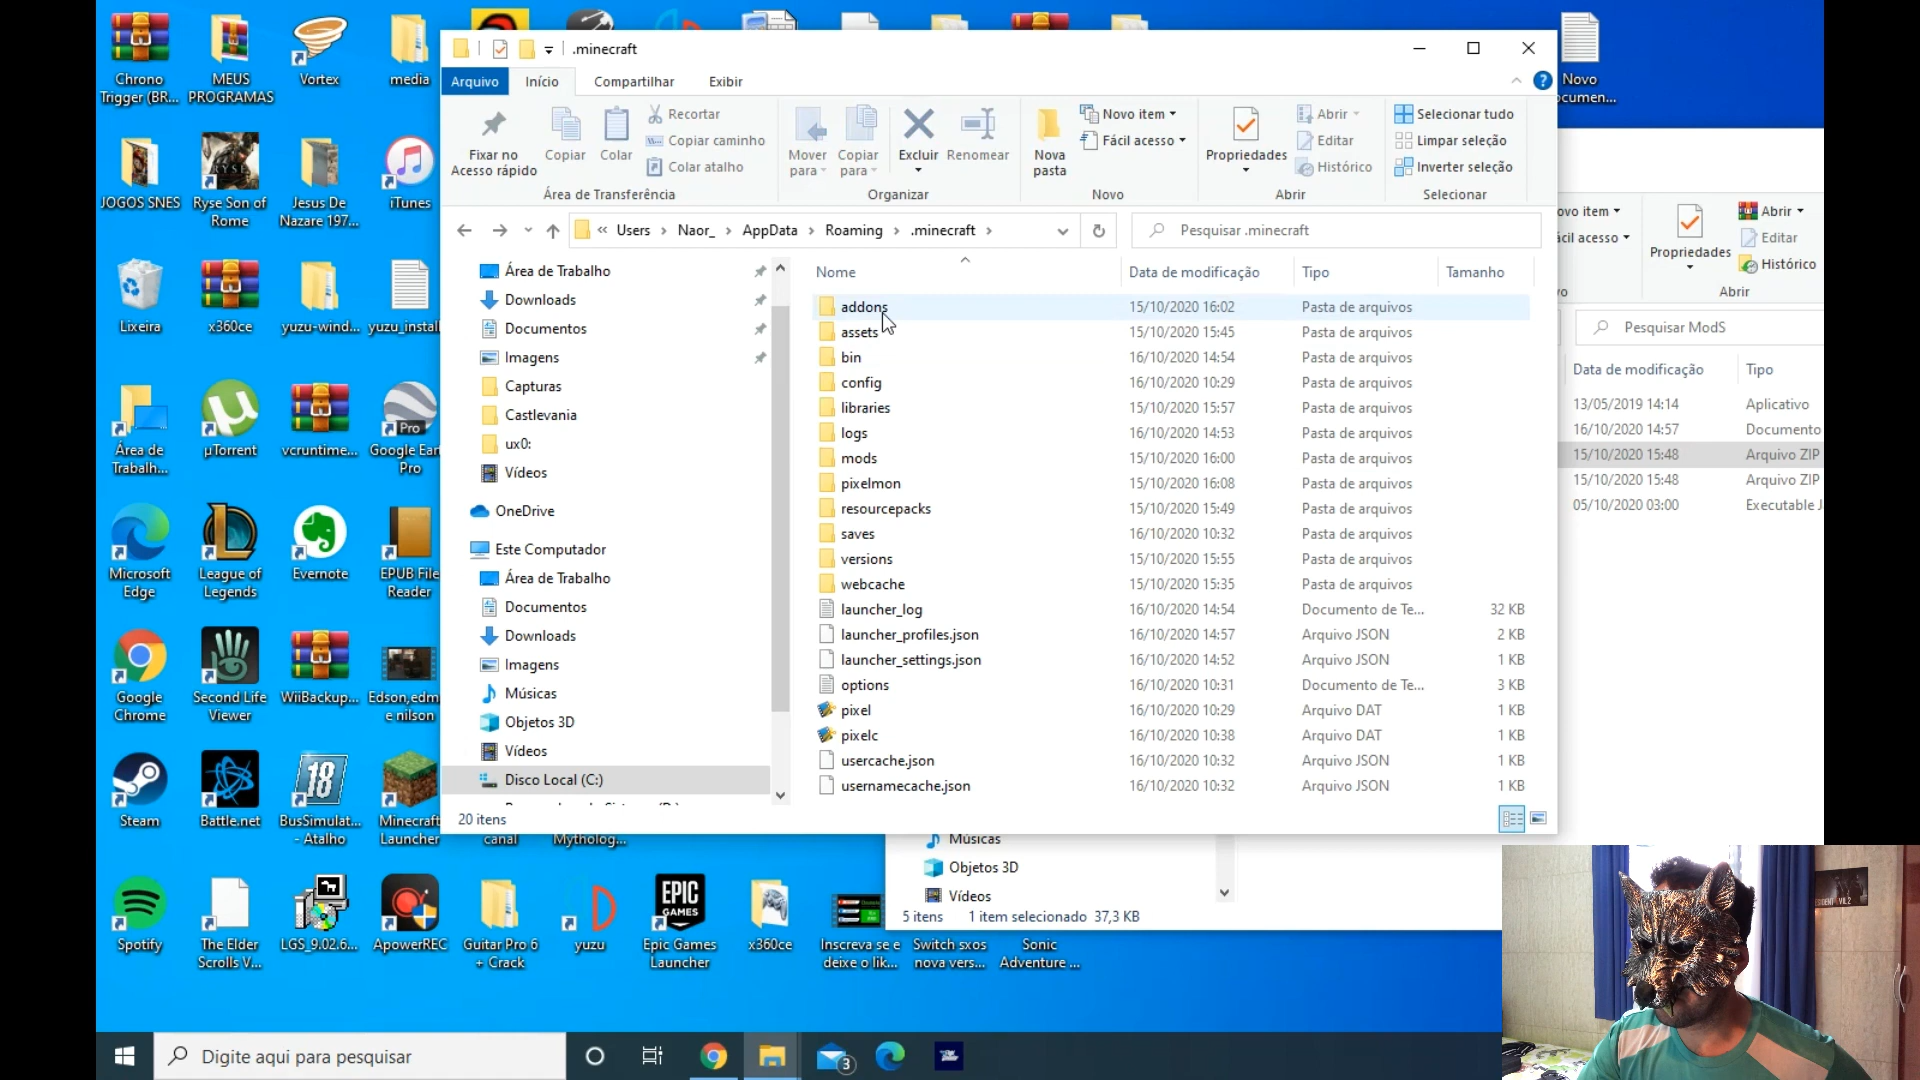 .minecraft
Arquivo
Início
Compartilhar
Exibir
Fixar no
Acesso rápido
Copiar
Colar
Recortar
Copiar caminho
Colar atalho
Área de Transferência
Mover
para
Copiar
para
Excluir
Renomear
Organizar
Nova
pasta
Novo item
Fácil acesso
Novo
Propriedades
Abrir
Editar
Histórico
Abrir
Selecionar tudo
Limpar seleção
Inverter seleção
Selecionar
« Users > Naor_ > AppData > Roaming > .minecraft >
Pesquisar .minecraft
Nome Data de modificação Tipo Tamanho
addons 15/10/2020 16:02 Pasta de arquivos
assets 15/10/2020 15:45 Pasta de arquivos
bin 16/10/2020 14:54 Pasta de arquivos
config 16/10/2020 10:29 Pasta de arquivos
libraries 15/10/2020 15:57 Pasta de arquivos
logs 16/10/2020 14:53 Pasta de arquivos
mods 15/10/2020 16:00 Pasta de arquivos
pixelmon 15/10/2020 16:08 Pasta de arquivos
resourcepacks 15/10/2020 15:49 Pasta de arquivos
saves 16/10/2020 10:32 Pasta de arquivos
versions 15/10/2020 15:55 Pasta de arquivos
webcache 15/10/2020 15:35 Pasta de arquivos
launcher_log 16/10/2020 14:54 Documento de Te... 32 KB
launcher_profiles.json 16/10/2020 14:57 Arquivo JSON 2 KB
launcher_settings.json 16/10/2020 14:52 Arquivo JSON 1 KB
options 16/10/2020 10:31 Documento de Te... 3 KB
pixel 16/10/2020 10:29 Arquivo DAT 1 KB
pixelc 16/10/2020 10:38 Arquivo DAT 1 KB
usercache.json 16/10/2020 10:32 Arquivo JSON 1 KB
usernamecache.json 16/10/2020 10:32 Arquivo JSON 1 KB
Área de Trabalho
Downloads
Documentos
Imagens
Capturas
Castlevania
ux0:
Vídeos
OneDrive
Este Computador
Área de Trabalho
Documentos
Downloads
Imagens
Músicas
Objetos 3D
Vídeos
Disco Local (C:)
20 itens
Chrono
Trigger (BR...
MEUS
PROGRAMAS
Vortex
media
JOGOS SNES
Ryse Son of
Rome
Jesus De
Nazare 197...
iTunes
Lixeira
x360ce
yuzu-wind...
yuzu_install
Área de
Trabalh...
µTorrent
vcruntime...
Pro
Google Ear
Pro
Microsoft
Edge
League of
Legends
Evernote
EPUB File
Reader
Google
Chrome
Second Life
Viewer
WiiBackup...
Edson,edm
e nilson
Steam
Battle.net
18
BusSimulat...
- Atalho
Minecraft
Launcher
canal
Mytholog...
Spotify
The Elder
Scrolls V...
LGS_9.02.6...
ApowerREC
Guitar Pro 6
+ Crack
yuzu
EPIC
GAMES
Epic Games
Launcher
x360ce
Inscreva se e
deixe o lik...
Switch sxos
nova vers...
Sonic
Adventure ...
Novo
ocumen...
ovo item
ácil acesso
vo
Propriedades
Abrir
Editar
Histórico
Abrir
Pesquisar ModS
Data de modificação Tipo
13/05/2019 14:14 Aplicativo
16/10/2020 14:57 Documento
15/10/2020 15:48 Arquivo ZIP
15/10/2020 15:48 Arquivo ZIP
05/10/2020 03:00 Executable J
Músicas
Objetos 3D
Vídeos
5 itens 1 item selecionado 37,3 KB
Digite aqui para pesquisar
3